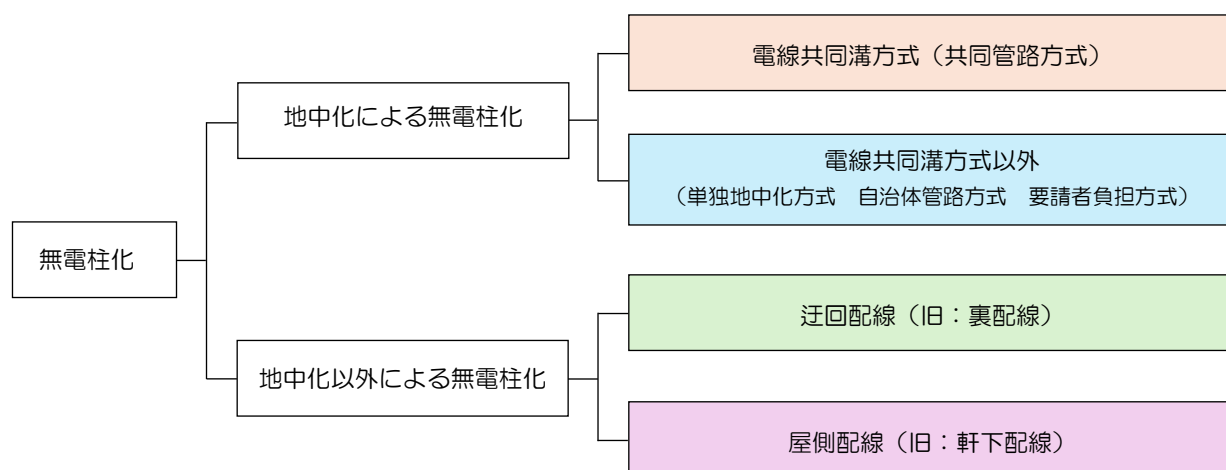 無電柱化
地中化による無電柱化
電線共同溝方式（共同管路方式）
電線共同溝方式以外
（単独地中化方式　自治体管路方式　要請者負担方式）
地中化以外による無電柱化
迂回配線（旧：裏配線）
屋側配線（旧：軒下配線）